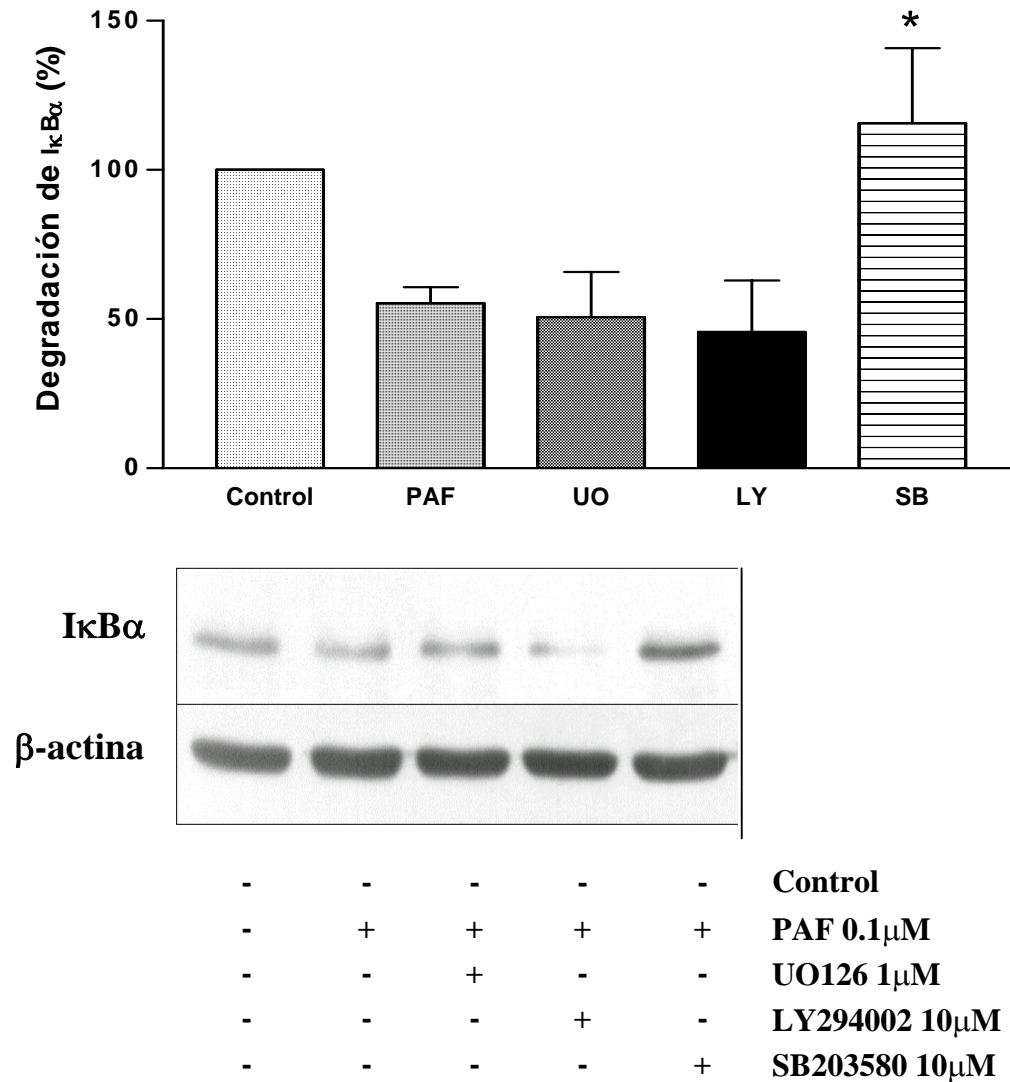 Degradación de IκBα (%)
150
100
50
0
*
Control PAF UO LY SB
IκBα
β-actina
- - - - - Control
- + + + + PAF 0.1μM
- - + - - UO126 1μM
- - - + - LY294002 10μM
- - - - + SB203580 10μM